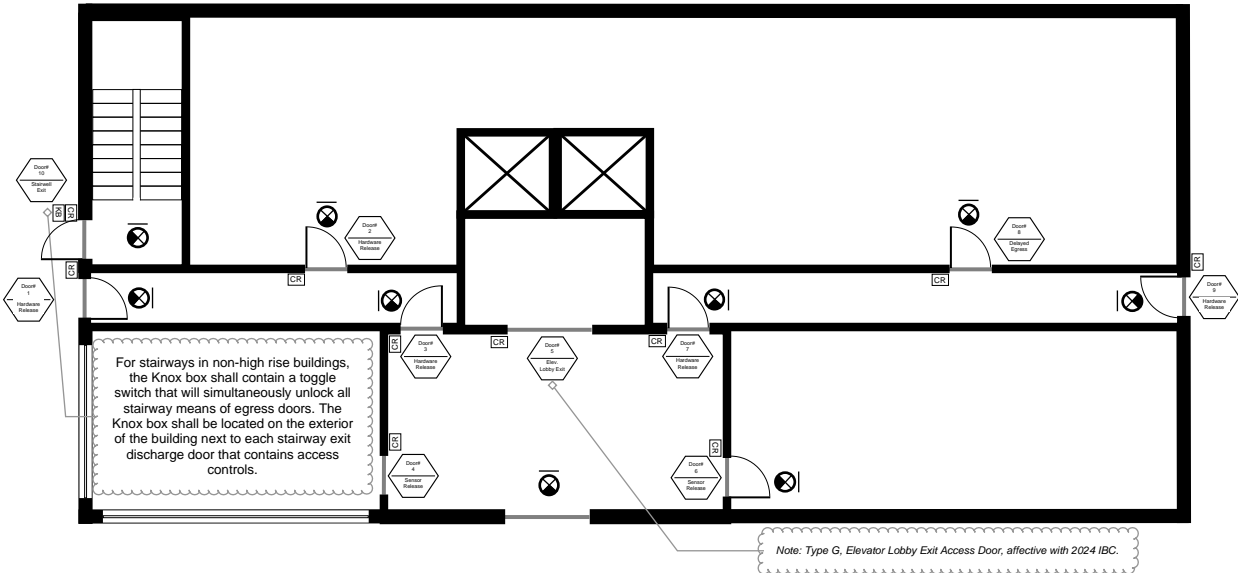 Door#
10
Stairwell
Exit
KB
CR
CR
Door#
1
Hardware
Release
Door#
2
Hardware
Release
CR
Door#
8
Delayed
Egress
CR
CR
Door#
9
Hardware
Release
CR
Door#
3
Hardware
Release
CR
Door#
5
Elev.
Lobby Exit
CR
Door#
7
Hardware
Release
For stairways in non-high rise buildings,
the Knox box shall contain a toggle
switch that will simultaneously unlock all
stairway means of egress doors. The
Knox box shall be located on the exterior
of the building next to each stairway exit
discharge door that contains access
controls.
CR
Door#
4
Sensor
Release
CR
Door#
6
Sensor
Release
Note: Type G, Elevator Lobby Exit Access Door, affective with 2024 IBC.